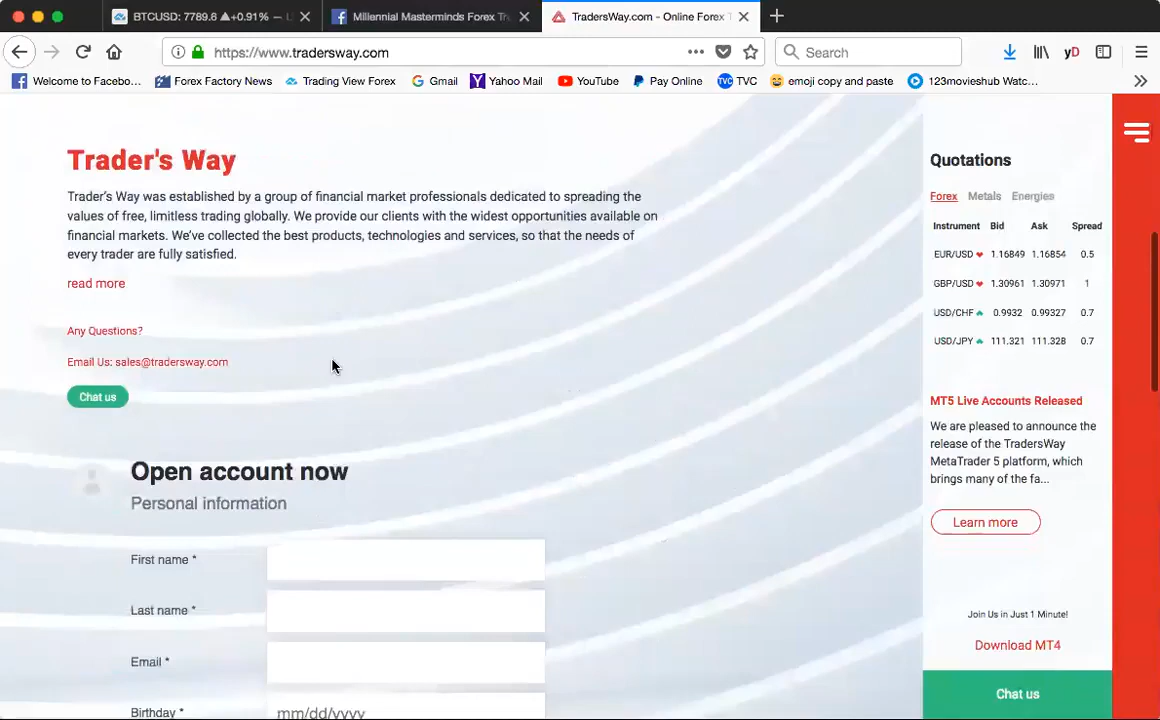 BTCUSD: 7789.8 ▲+0.91% —
Millennial Masterminds Forex
TradersWay.com - Online Forex
https://www.tradersway.com
Search
Welcome to Facebo...
Forex Factory News
Trading View Forex
Gmail
Yahoo Mail
YouTube
Pay Online
TVC
TVC
emoji copy and paste
123movieshub Watc...
Trader's Way
Trader's Way was established by a group of financial market professionals dedicated to spreading the
values of free, limitless trading globally. We provide our clients with the widest opportunities available on
financial markets. We've collected the best products, technologies and services, so that the needs of
every trader are fully satisfied.
read more
Any Questions?
Email Us: sales@tradersway.com
Chat us
Open account now
Personal information
First name *
Last name *
Email *
Birthday *
mm/dd/yyyy
Quotations
Forex Metals Energies
Instrument Bid Ask Spread
EUR/USD 1.16849 1.16854 0.5
GBP/USD 1.30961 1.30971 1
USD/CHF 0.9932 0.99327 0.7
USD/JPY 111.321 111.328 0.7
MT5 Live Accounts Released
We are pleased to announce the
release of the TradersWay
MetaTrader 5 platform, which
brings many of the fa...
Learn more
Join Us in Just 1 Minute!
Download MT4
Chat us